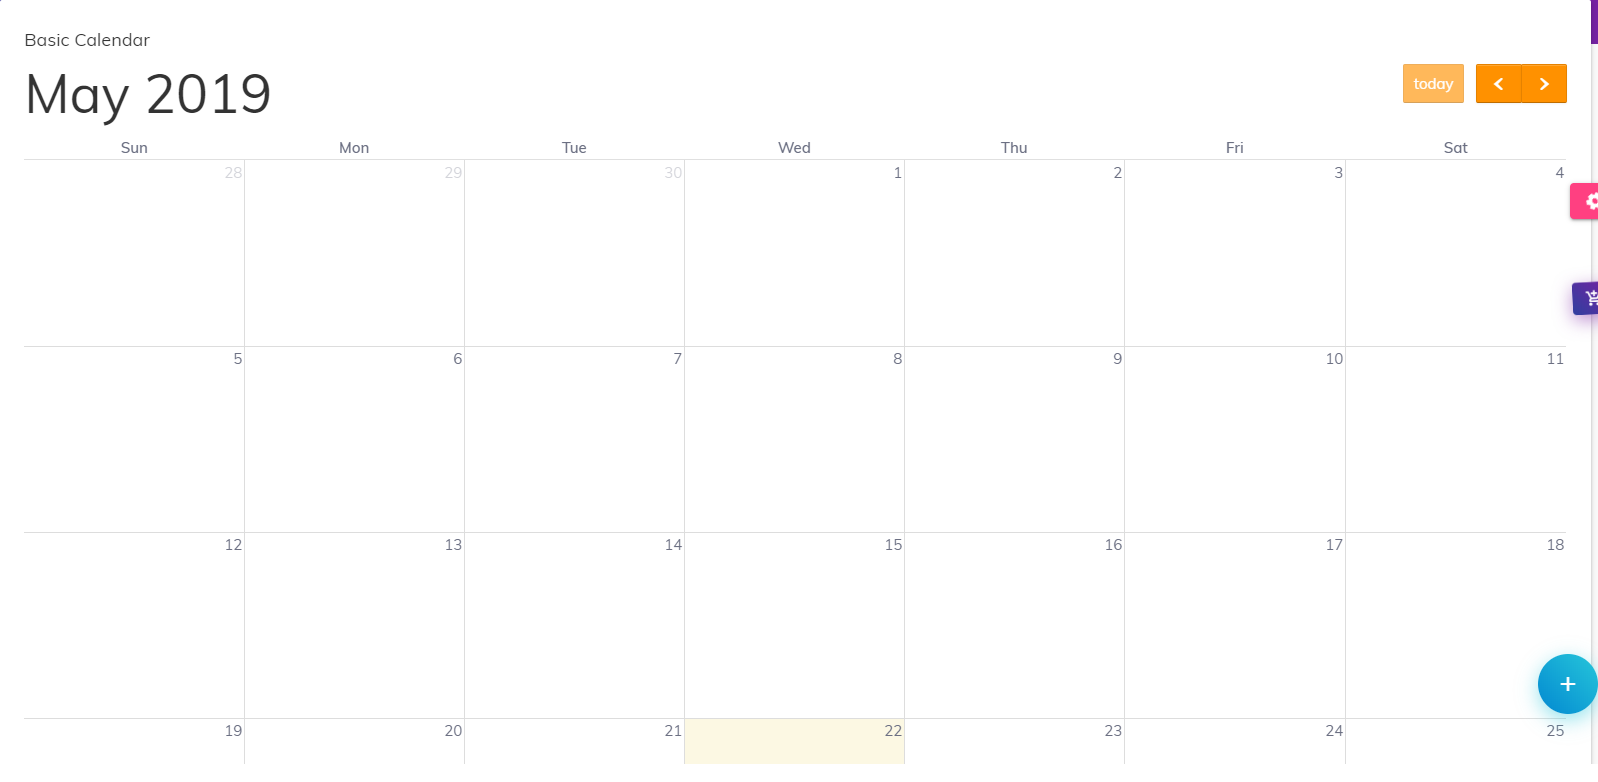 Basic Calendar
May 2019
today
Sun Mon Tue Wed Thu Fri Sat
28 29 30 1 2 3 4
5 6 7 8 9 10 11
12 13 14 15 16 17 18
19 20 21 22 23 24 25